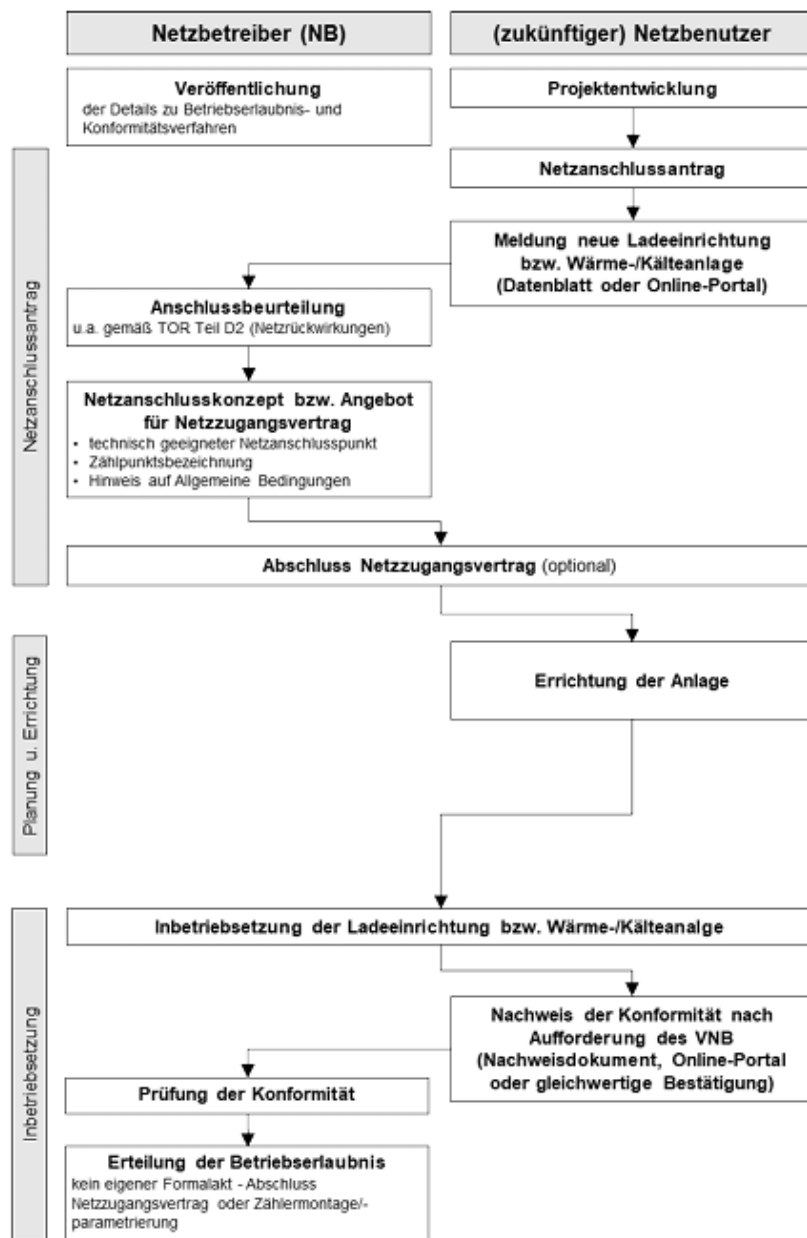 Netzbetreiber (NB)
(zukünftiger) Netzbenutzer
Veröffentlichung
der Details zu Betriebserlaubnis- und
Konformitätsverfahren
Projektentwicklung
Netzanschlussantrag
Netzanschlussantrag
Meldung neue Ladeeinrichtung
bzw. Wärme-/Kälteanlage
(Datenblatt oder Online-Portal)
Anschlussbeurteilung
u.a. gemäß TOR Teil D2 (Netzrückwirkungen)
Netzanschlusskonzept bzw. Angebot
für Netzzugangsvertrag
• technisch geeigneter Netzanschlusspunkt
• Zählpunktsbezeichnung
• Hinweis auf Allgemeine Bedingungen
Abschluss Netzzugangsvertrag (optional)
Planung u. Errichtung
Errichtung der Anlage
Inbetriebsetzung
Inbetriebsetzung der Ladeeinrichtung bzw. Wärme-/Kälteanalge
Nachweis der Konformität nach
Aufforderung des VNB
(Nachweisdokument, Online-Portal
oder gleichwertige Bestätigung)
Prüfung der Konformität
Erteilung der Betriebserlaubnis
kein eigener Formalakt - Abschluss
Netzzugangsvertrag oder Zählermontage/-
parametrierung